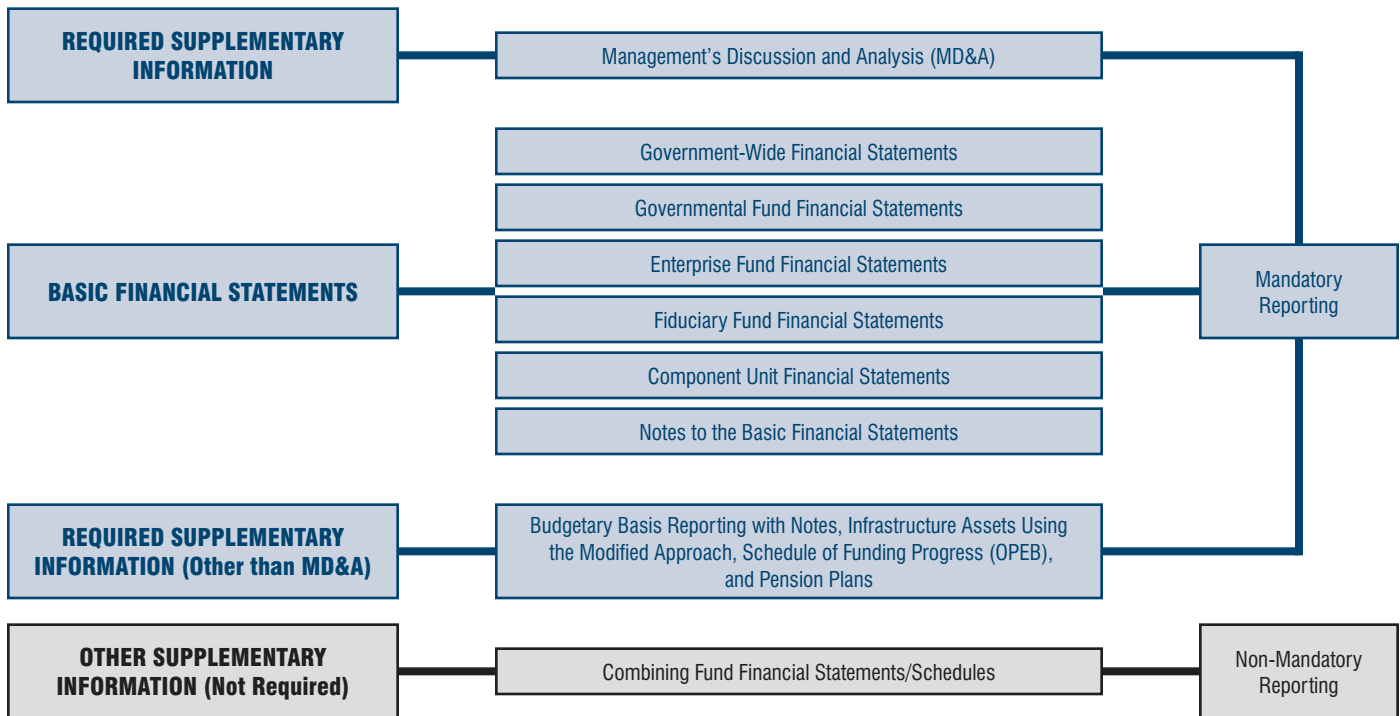 REQUIRED SUPPLEMENTARY
INFORMATION
Management’s Discussion and Analysis (MD&A)
Government-Wide Financial Statements
Governmental Fund Financial Statements
Enterprise Fund Financial Statements
BASIC FINANCIAL STATEMENTS
Mandatory
Reporting
Fiduciary Fund Financial Statements
Component Unit Financial Statements
Notes to the Basic Financial Statements
REQUIRED SUPPLEMENTARY
INFORMATION (Other than MD&A)
Budgetary Basis Reporting with Notes, Infrastructure Assets Using
the Modified Approach, Schedule of Funding Progress (OPEB),
and Pension Plans
OTHER SUPPLEMENTARY
INFORMATION (Not Required)
Combining Fund Financial Statements/Schedules
Non-Mandatory
Reporting